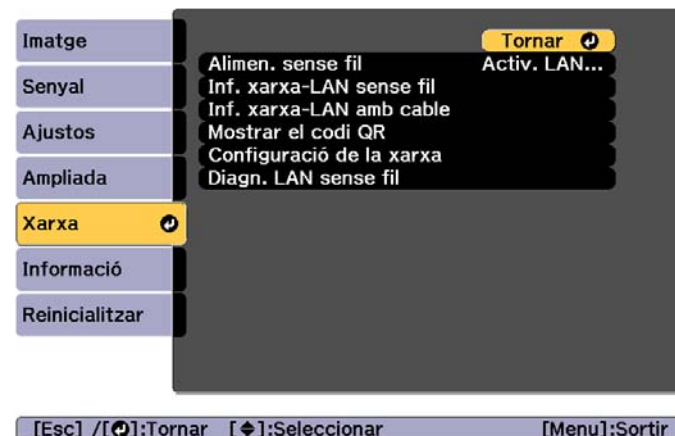 Imatge
Senyal
Ajustos
Ampliada
Xarxa
Informació
Reinicialitzar
Tornar
Alimen. sense fil Activ. LAN...
Inf. xarxa-LAN sense fil
Inf. xarxa-LAN amb cable
Mostrar el codi QR
Configuració de la xarxa
Diagn. LAN sense fil
[Esc] /[⏎]:Tornar [◆]:Seleccionar [Menu]:Sortir